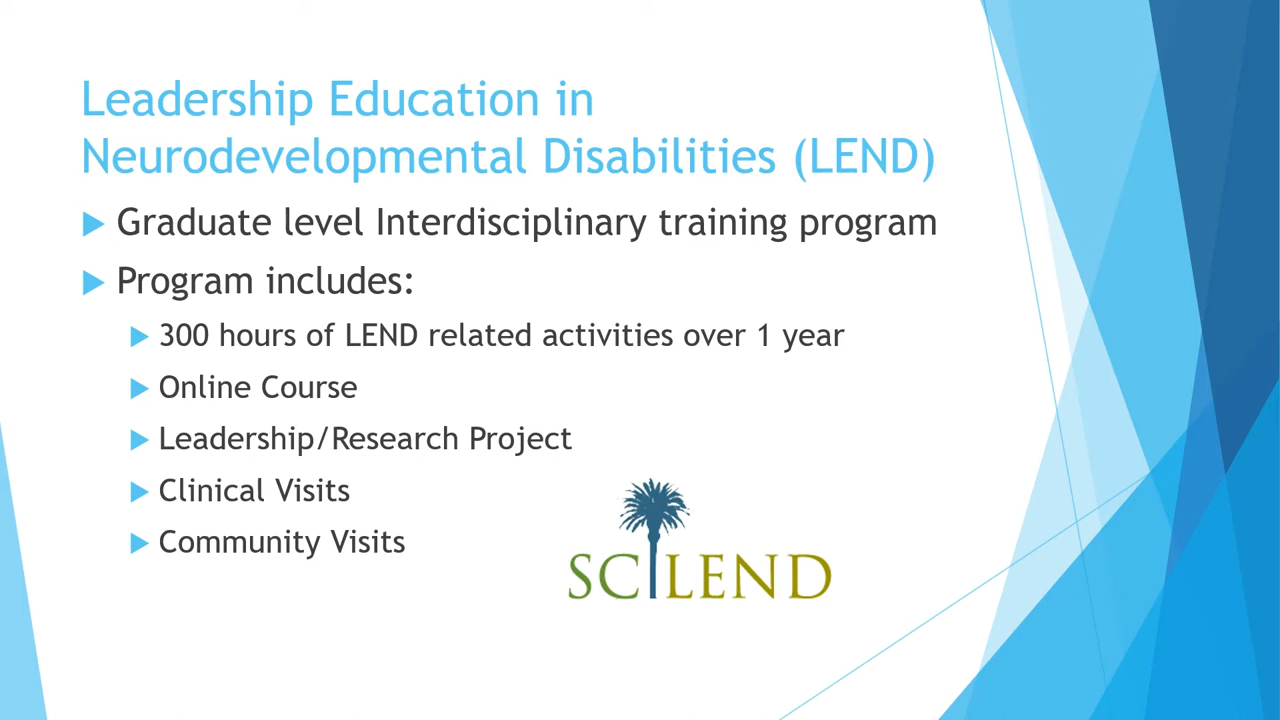 Leadership Education in
Neurodevelopmental Disabilities (LEND)
Graduate level Interdisciplinary training program
Program includes:
300 hours of LEND related activities over 1 year
Online Course
Leadership/Research Project
Clinical Visits
Community Visits
SC LEND